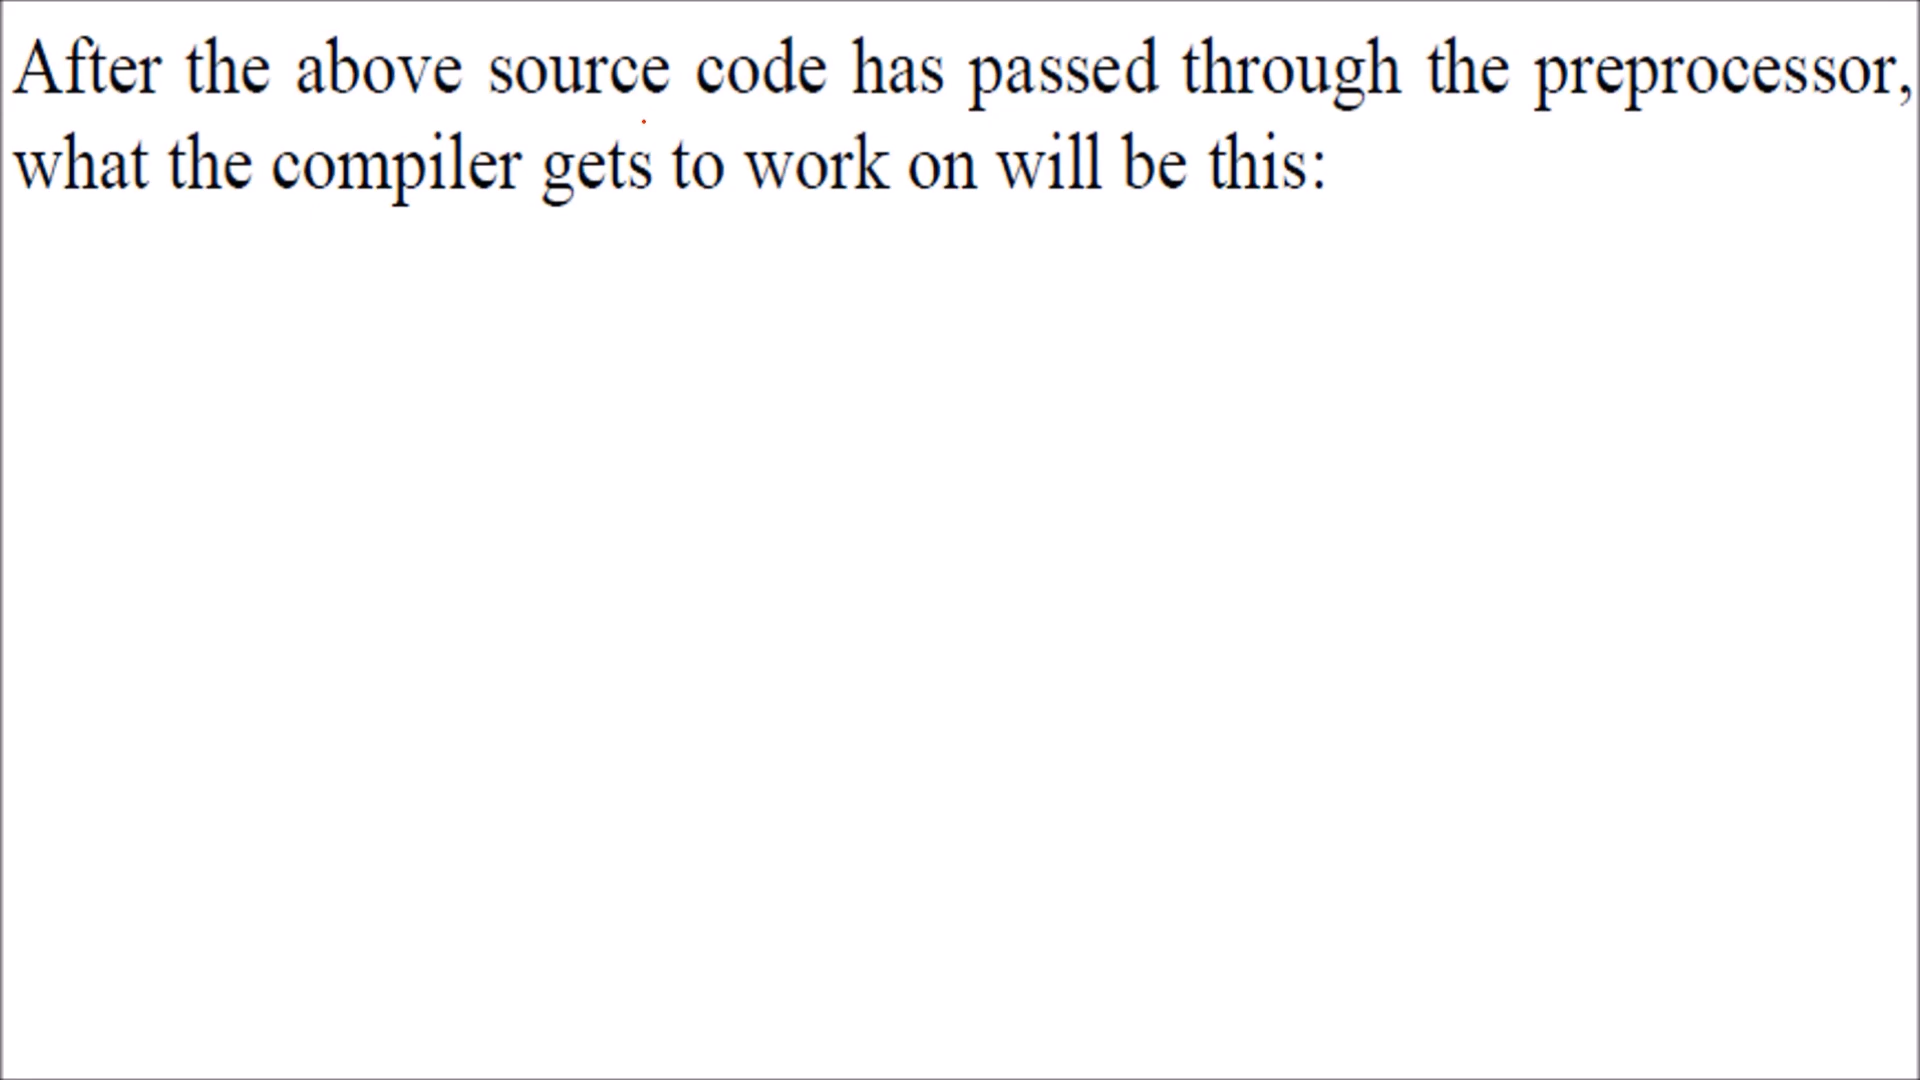 After the above source code has passed through the preprocessor,
what the compiler gets to work on will be this: